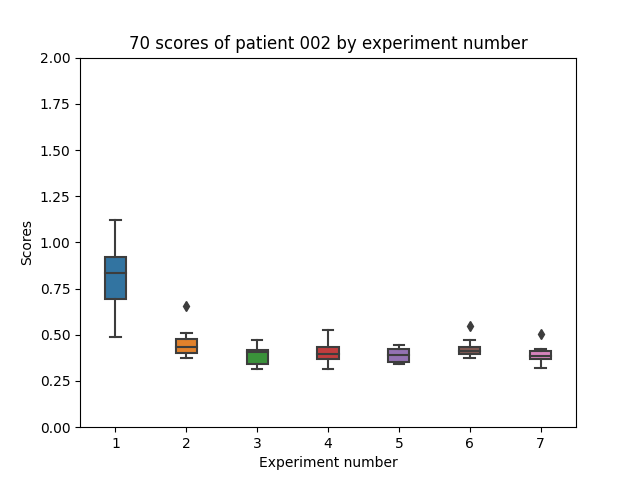 70 scores of patient 002 by experiment number
2.00
1.75
1.50
1.25
1.00
0.75
0.50
0.25
0.00
Scores
1 2 3 4 5 6 7
Experiment number